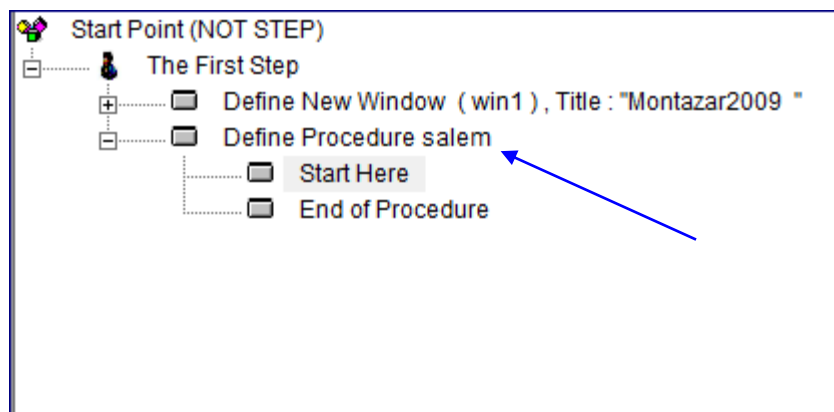 Start Point (NOT STEP)
The First Step
Define New Window ( win1 ) , Title : "Montazar2009 "
Define Procedure salem
Start Here
End of Procedure